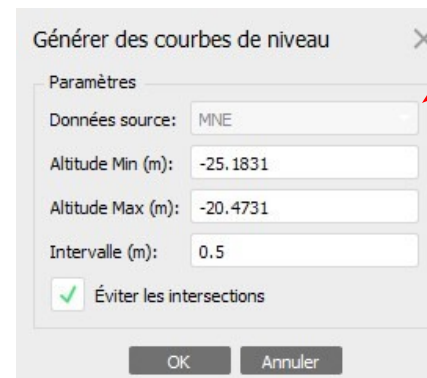 Générer des courbes de niveau
Paramètres
Données source: MNE
Altitude Min (m): -25.1831
Altitude Max (m): -20.4731
Intervalle (m): 0.5
Éviter les intersections
OK Annuler